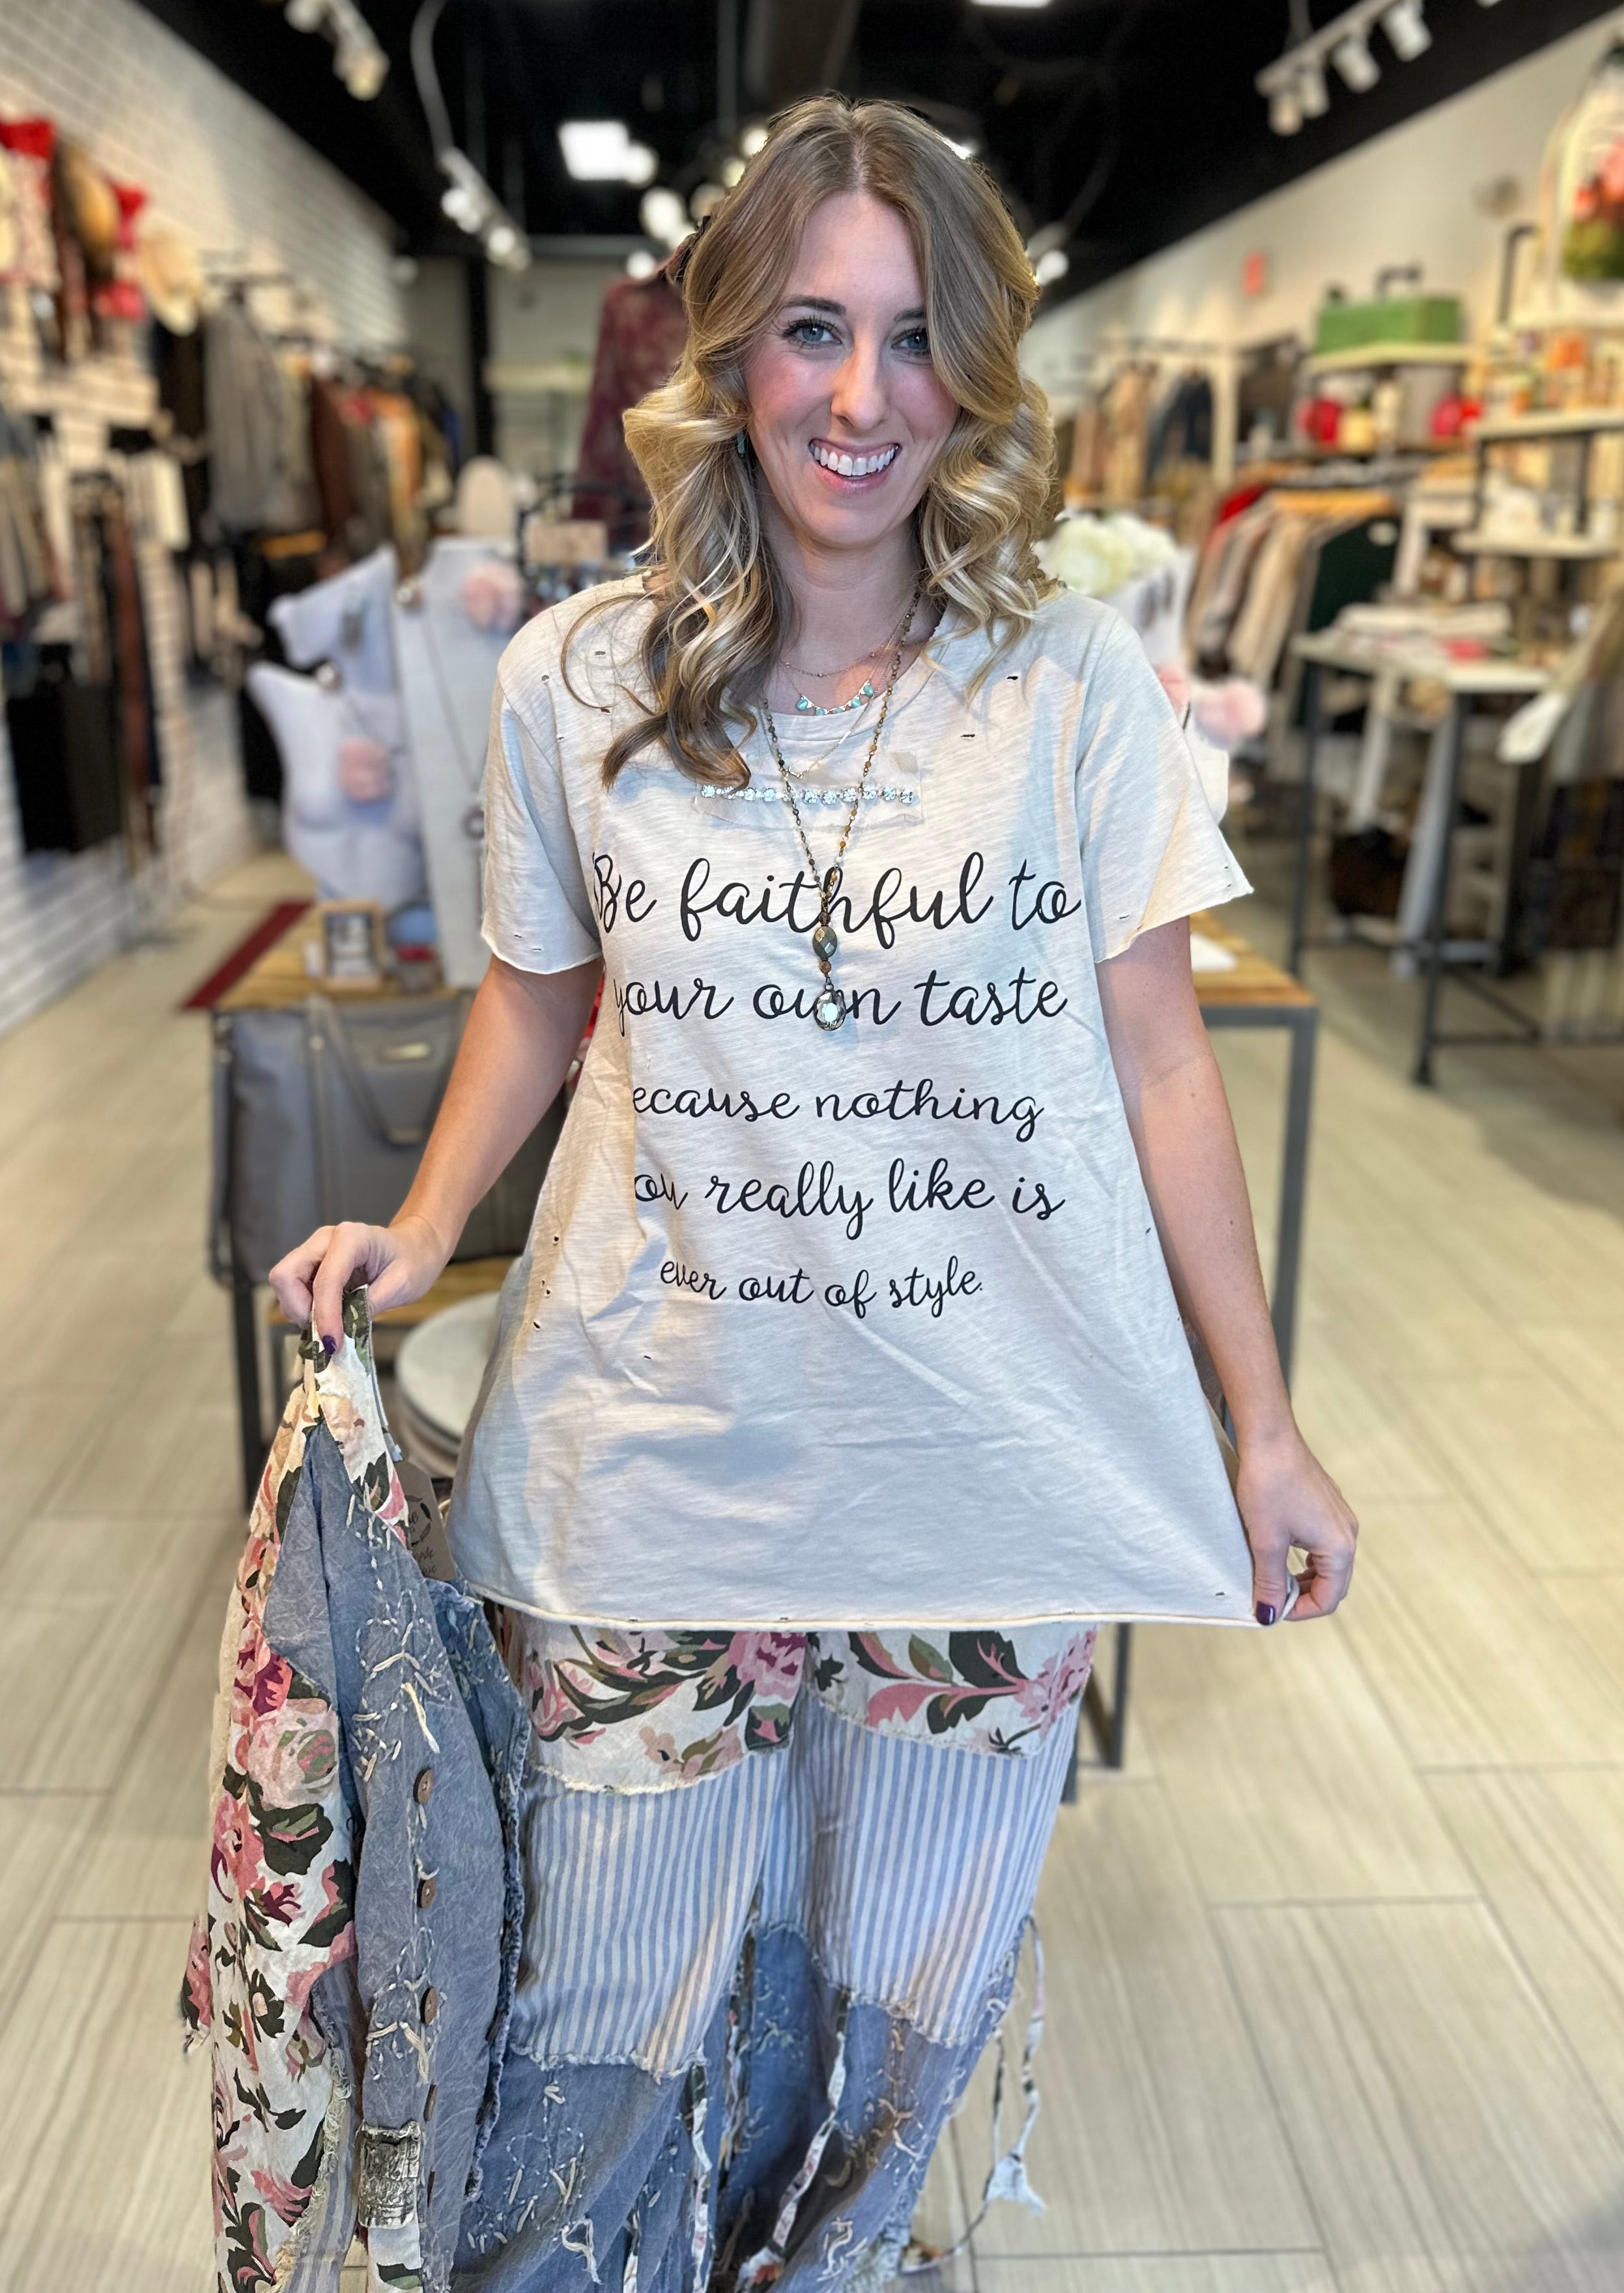 Be faithful to
your own taste
ecause nothing
ou really like is
ever out of style.